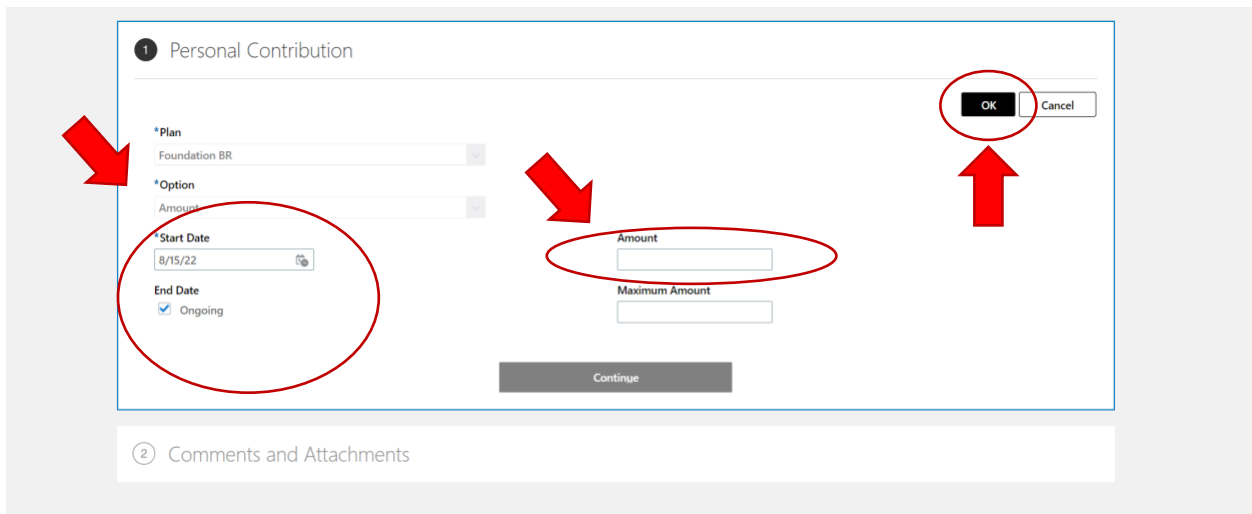 1 Personal Contribution
OK Cancel
*Plan
Foundation BR
*Option
Amount
*Start Date
8/15/22
Amount
End Date
Ongoing
Maximum Amount
Continue
2 Comments and Attachments